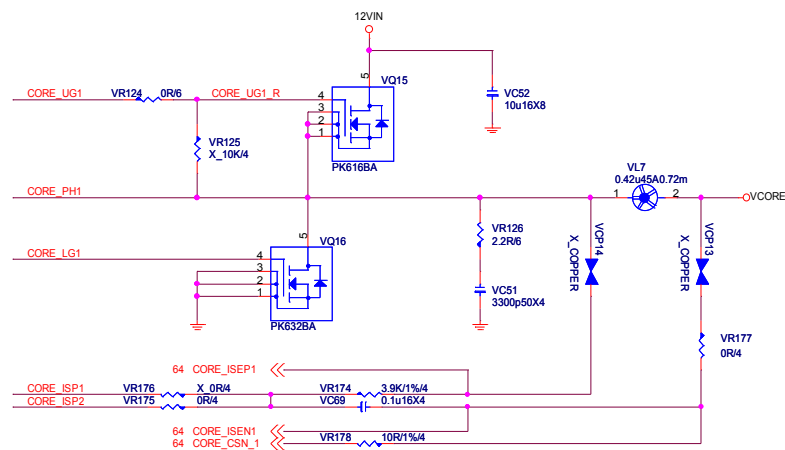 12VIN
CORE_UG1 VR124 0R/6 CORE_UG1_R
VR125
X_10K/4
5
VQ15
4
3
2
1
PK616BA
VC52
10u16X8
CORE_PH1
VL7
0.42u45A0.72m
1 2
VCORE
CORE_LG1
5
VQ16
4
3
2
1
PK632BA
VR126
2.2R/6
VC51
3300p50X4
VCP14
X_COPPER
VCP13
X_COPPER
VR177
0R/4
64 CORE_ISEP1
CORE_ISP1 VR176 X_0R/4 VR174 3.9K/1%/4
CORE_ISP2 VR175 0R/4 VC69 0.1u16X4
64 CORE_ISEN1
64 CORE_CSN_1 VR178 10R/1%/4